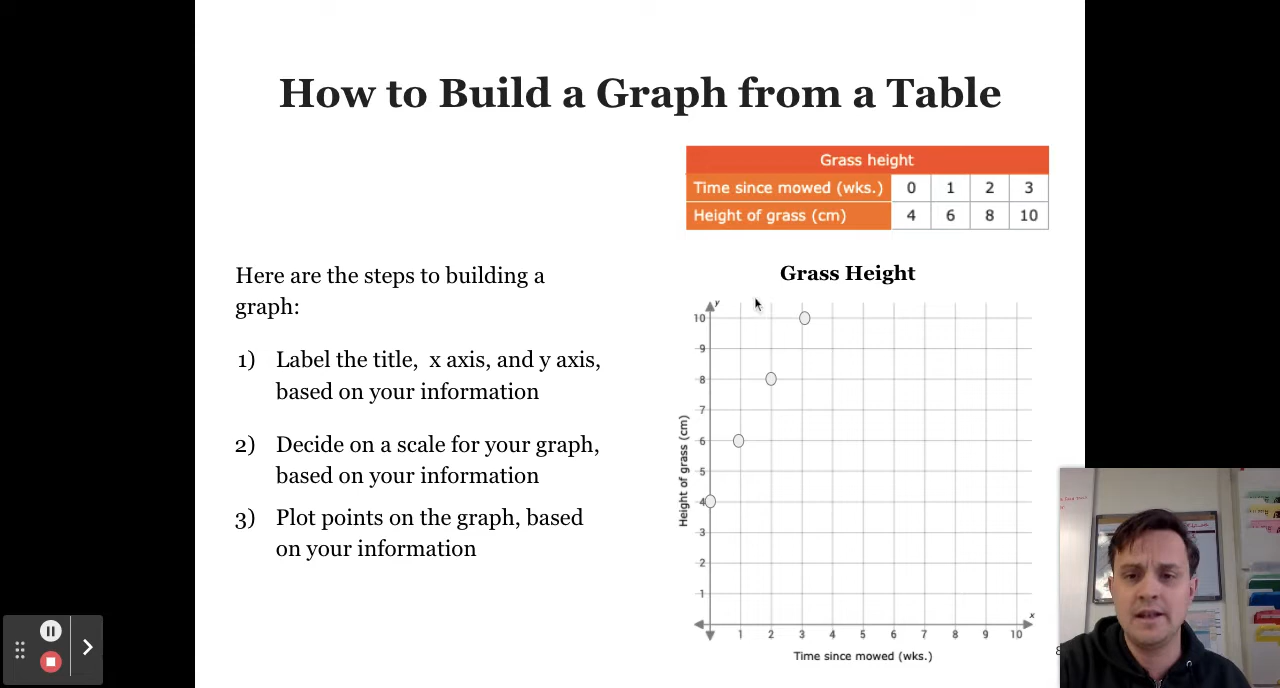 How to Build a Graph from a Table
Grass height
Time since mowed (wks.) 0 1 2 3
Height of grass (cm) 4 6 8 10
Here are the steps to building a
graph:
1) Label the title, x axis, and y axis,
based on your information
2) Decide on a scale for your graph,
based on your information
3) Plot points on the graph, based
on your information
Grass Height
y
10
9
8
7
6
5
4
3
2
1
Height of grass (cm)
x
1 2 3 4 5 6 7 8 9 10
Time since mowed (wks.)